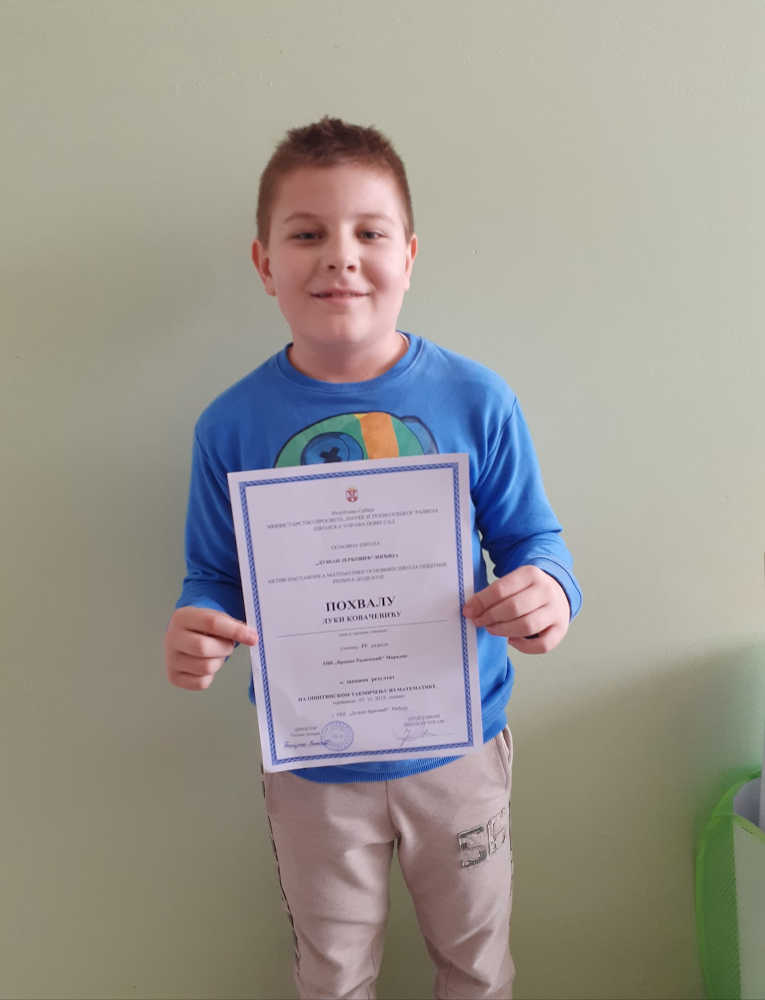 Република Србија
МИНИСТАРСТВО ПРОСВЕТЕ, НАУКЕ И ТЕХНОЛОШКОГ РАЗВОЈА
ШКОЛСКА УПРАВА НОВИ САД
ОСНОВНА ШКОЛА
„ДУШАН ЈЕРКОВИЋ“ ИНЂИЈА
АКТИВ НАСТАВНИКА МАТЕМАТИКЕ ОСНОВНИХ ШКОЛА ОПШТИНЕ
ИНЂИЈА ДОДЕЉУЈЕ
ПОХВАЛУ
ЛУКИ КОВАЧЕВИЋУ
(име и презиме ученика)
ученику IV разреда
ОШ „Бранко Радичевић“ Марадик
за запажен резултат
НА ОПШТИНСКОМ ТАКМИЧЕЊУ ИЗ МАТЕМАТИКЕ,
одржаном 07. 12. 2019. године
у ОШ „Душан Јерковић“ Инђија
ДИРЕКТОР
ПРЕДСТАВНИК
ШКОЛСКЕ УПРАВЕ
56